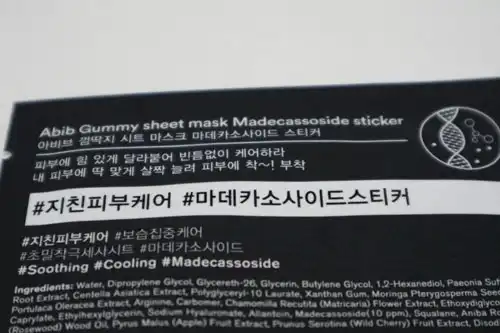 Abib Gummy sheet mask Madecassoside sticker
아비브 껌딱지 시트 마스크 마데카소사이드 스티커
피부에 힘 있게 달라붙어 빈틈없이 케어하라
내 피부에 딱 맞게 살짝 늘려 피부에 착~! 부착
#지친피부케어 #마데카소사이드스티커
#지친피부케어 #보습집중케어
#초밀착극세사시트 #마데카소사이드
#Soothing #Cooling #Madecassoside
Ingredients: Water, Dipropylene Glycol, Glycereth-26, Glycerin, Butylene Glycol, 1,2-Hexanediol, Paeonia Suf
Root Extract, Centella Asiatica Extract, Polyglyceryl-10 Laurate, Xanthan Gum, Moringa Pterygosperma Seed
Portulaca Oleracea Extract, Arginine, Carbomer, Chamomilla Recutita (Matricaria) Flower Extract,
Caprylate, Ethylhexylglycerin, Sodium Hyaluronate, Allantoin, Madecassoside(10 ppm), Squalane,
(Rosewood) Wood Oil, Pyrus Malus (Apple) Fruit Extract, Prunus Serotina (Wild Cherry) Fruit Extract,